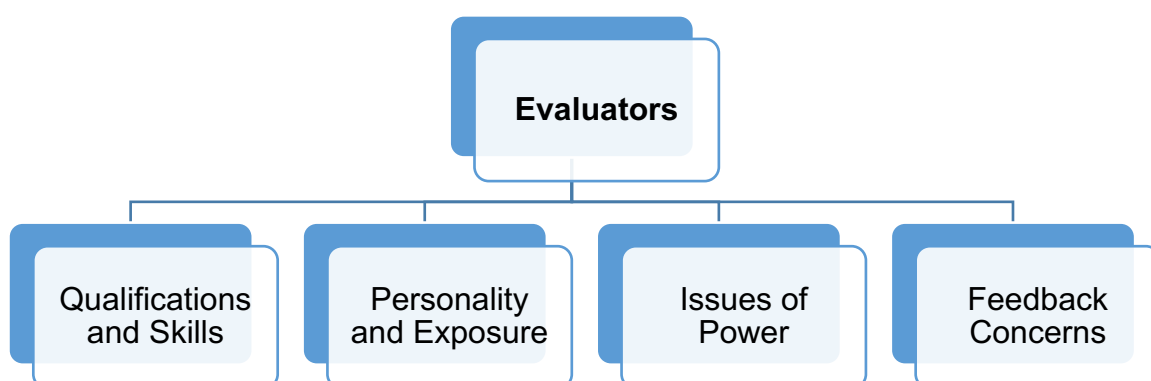 Evaluators
Qualifications
and Skills
Personality
and Exposure
Issues of
Power
Feedback
Concerns